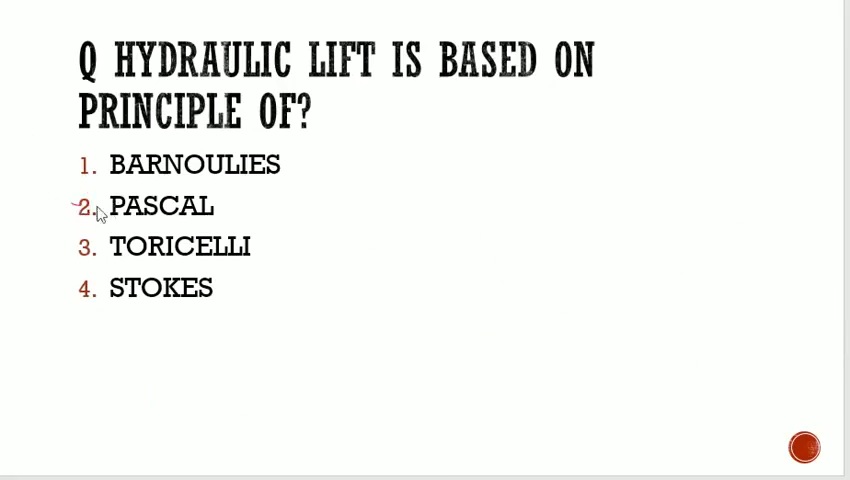 Q HYDRAULIC LIFT IS BASED ON
PRINCIPLE OF?
1. BARNOULIES
2. PASCAL
3. TORICELLI
4. STOKES